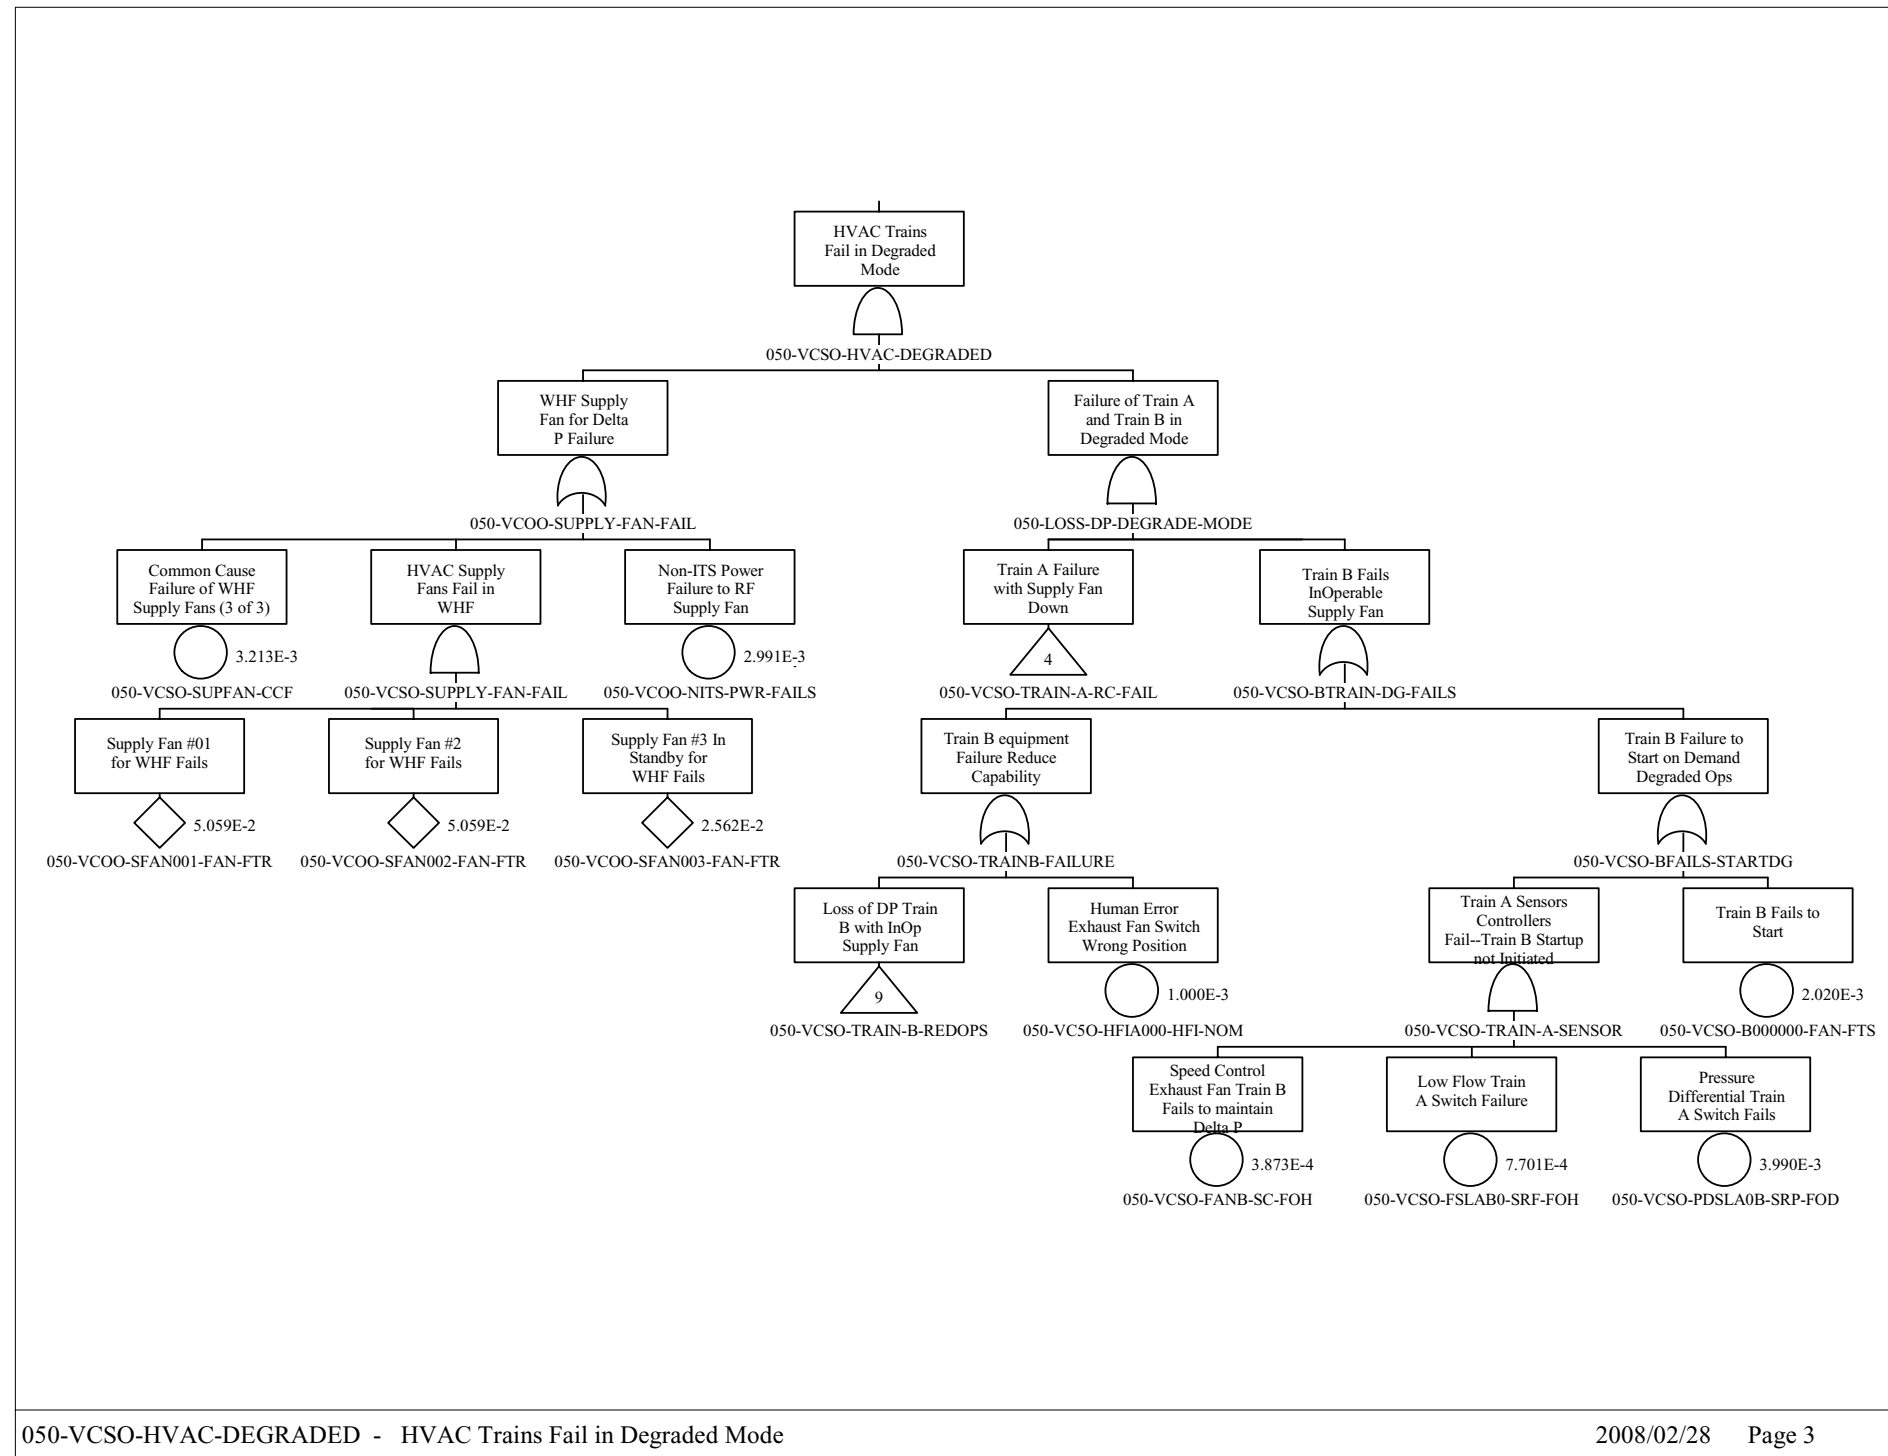 HVAC Trains
Fail in Degraded
Mode
050-VCSO-HVAC-DEGRADED
WHF Supply
Fan for Delta
P Failure
050-VCOO-SUPPLY-FAN-FAIL
Failure of Train A
and Train B in
Degraded Mode
050-LOSS-DP-DEGRADE-MODE
Common Cause
Failure of WHF
Supply Fans (3 of 3)
3.213E-3
050-VCSO-SUPFAN-CCF
HVAC Supply
Fans Fail in
WHF
050-VCSO-SUPPLY-FAN-FAIL
Non-ITS Power
Failure to RF
Supply Fan
2.991E-3
050-VCOO-NITS-PWR-FAILS
Train A Failure
with Supply Fan
Down
4
050-VCSO-TRAIN-A-RC-FAIL
Train B Fails
InOperable
Supply Fan
050-VCSO-BTRAIN-DG-FAILS
Supply Fan #01
for WHF Fails
5.059E-2
050-VCOO-SFAN001-FAN-FTR
Supply Fan #2
for WHF Fails
5.059E-2
050-VCOO-SFAN002-FAN-FTR
Supply Fan #3 In
Standby for
WHF Fails
2.562E-2
050-VCOO-SFAN003-FAN-FTR
Train B equipment
Failure Reduce
Capability
050-VCSO-TRAINB-FAILURE
Train B Failure to
Start on Demand
Degraded Ops
050-VCSO-BFAILS-STARTDG
Loss of DP Train
B with InOp
Supply Fan
9
050-VCSO-TRAIN-B-REDOPS
Human Error
Exhaust Fan Switch
Wrong Position
1.000E-3
050-VC5O-HFIA000-HFI-NOM
Train A Sensors
Controllers
Fail--Train B Startup
not Initiated
050-VCSO-TRAIN-A-SENSOR
Train B Fails to
Start
2.020E-3
050-VCSO-B000000-FAN-FTS
Speed Control
Exhaust Fan Train B
Fails to maintain
Delta P
3.873E-4
050-VCSO-FANB-SC-FOH
Low Flow Train
A Switch Failure
7.701E-4
050-VCSO-FSLAB0-SRF-FOH
Pressure
Differential Train
A Switch Fails
3.990E-3
050-VCSO-PDSLA0B-SRP-FOD
050-VCSO-HVAC-DEGRADED - HVAC Trains Fail in Degraded Mode
2008/02/28 Page 3